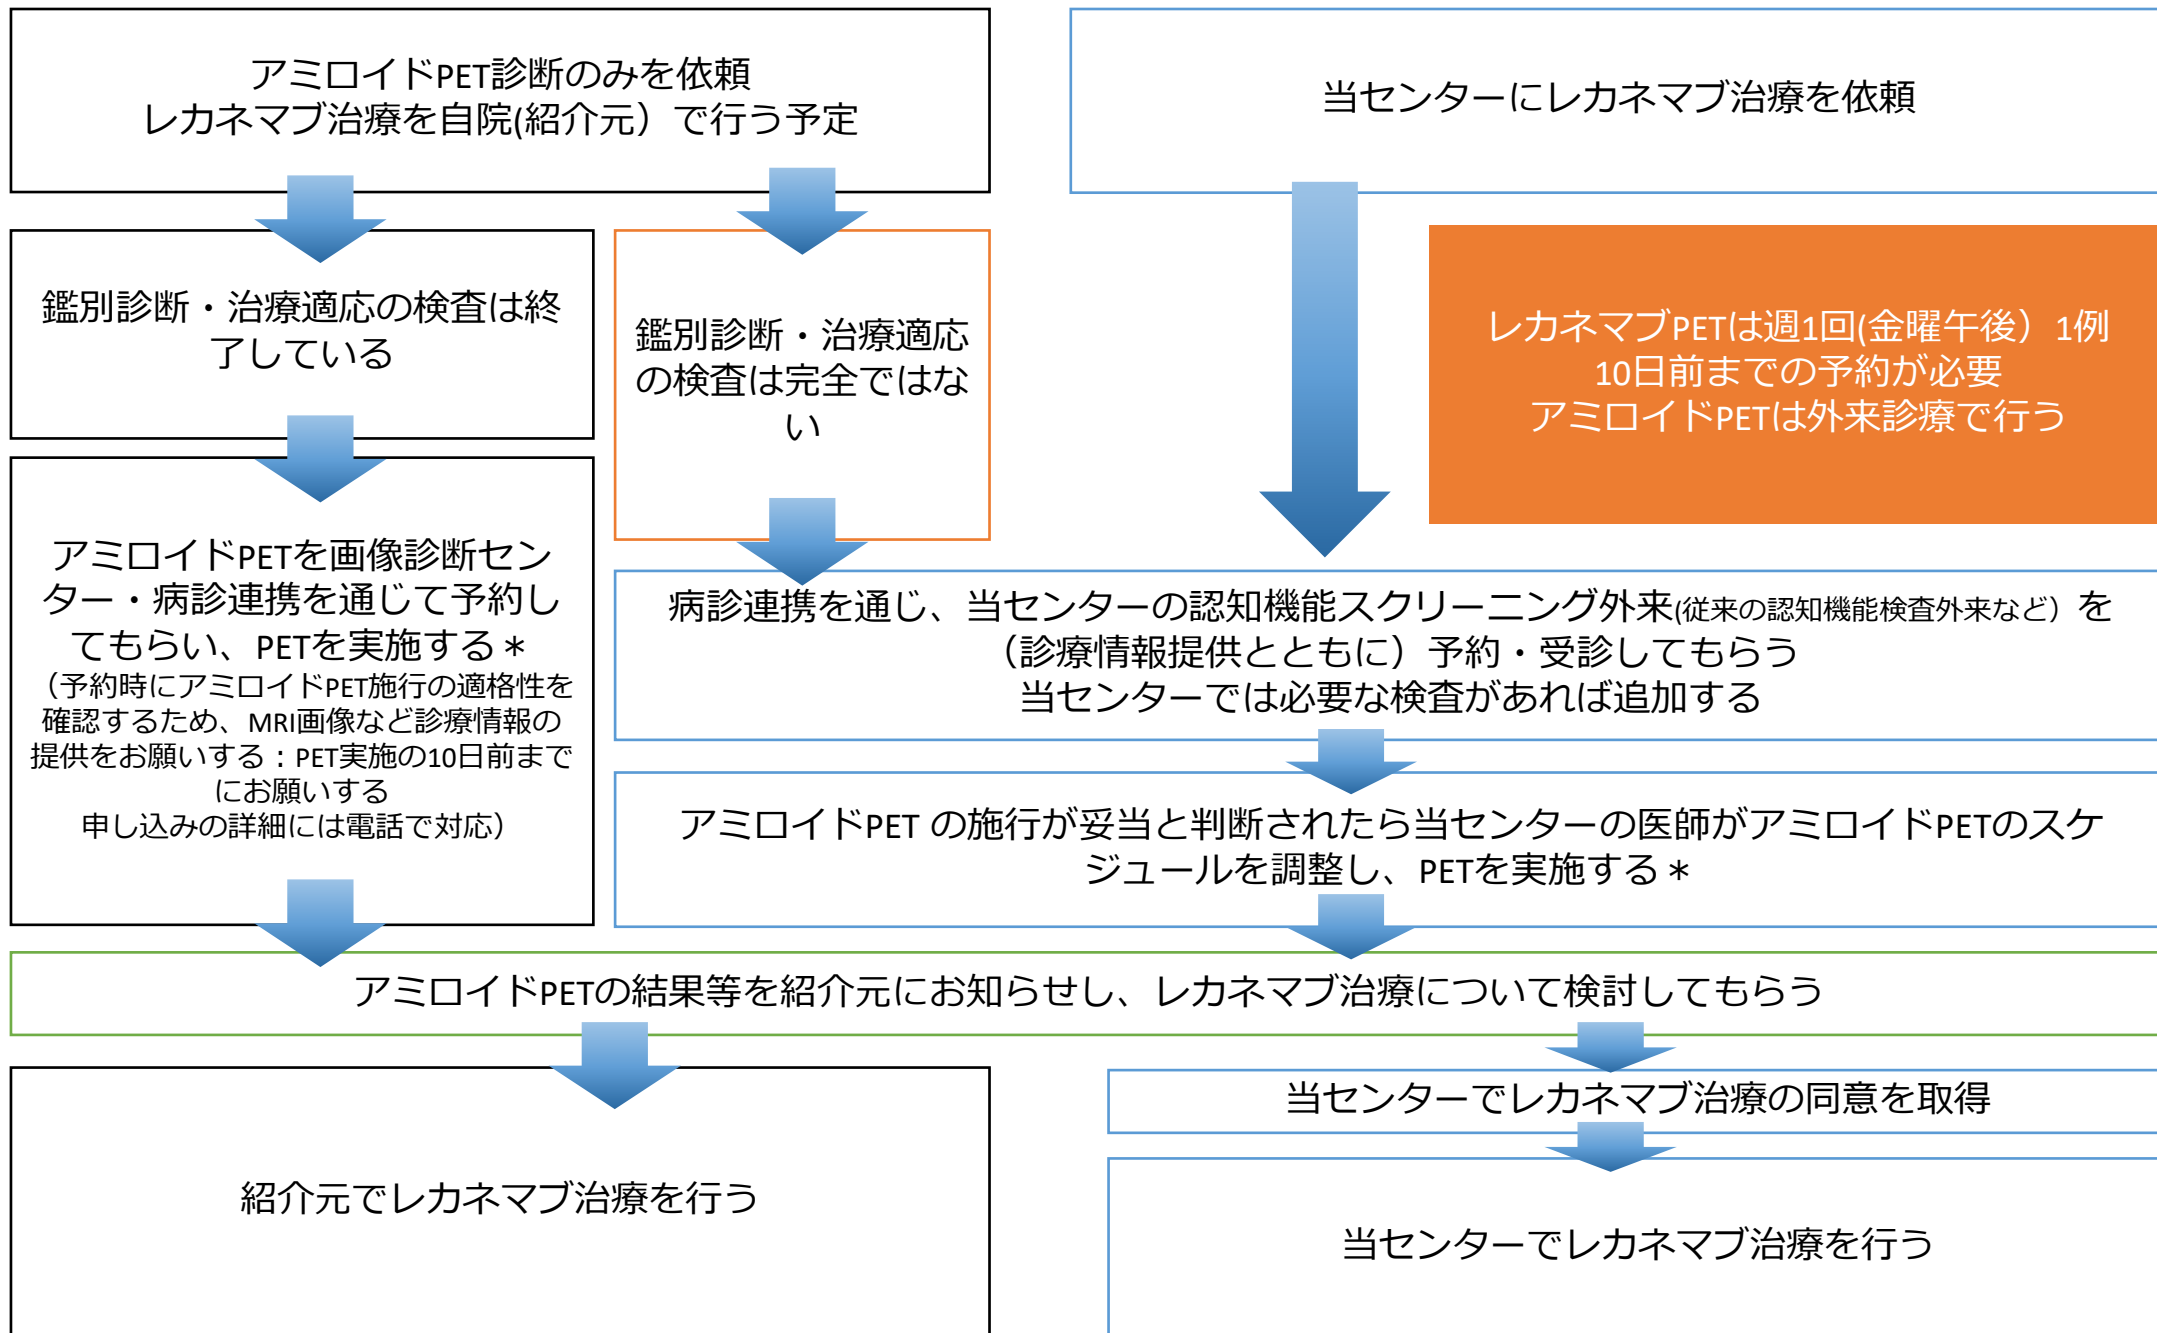 アミロイドPET診断のみを依頼
レカネマブ治療を自院(紹介元）で行う予定
当センターにレカネマブ治療を依頼
鑑別診断・治療適応の検査は終
了している
鑑別診断・治療適応
の検査は完全ではな
い
レカネマブPETは週1回(金曜午後）1例
10日前までの予約が必要
アミロイドPETは外来診療で行う
アミロイドPETを画像診断セン
ター・病診連携を通じて予約し
てもらい、PETを実施する＊
（予約時にアミロイドPET施行の適格性を
確認するため、MRI画像など診療情報の
提供をお願いする：PET実施の10日前まで
にお願いする
申し込みの詳細には電話で対応）
病診連携を通じ、当センターの認知機能スクリーニング外来(従来の認知機能検査外来など）を
（診療情報提供とともに）予約・受診してもらう
当センターでは必要な検査があれば追加する
アミロイドPET の施行が妥当と判断されたら当センターの医師がアミロイドPETのスケ
ジュールを調整し、PETを実施する＊
アミロイドPETの結果等を紹介元にお知らせし、レカネマブ治療について検討してもらう
紹介元でレカネマブ治療を行う
当センターでレカネマブ治療の同意を取得
当センターでレカネマブ治療を行う